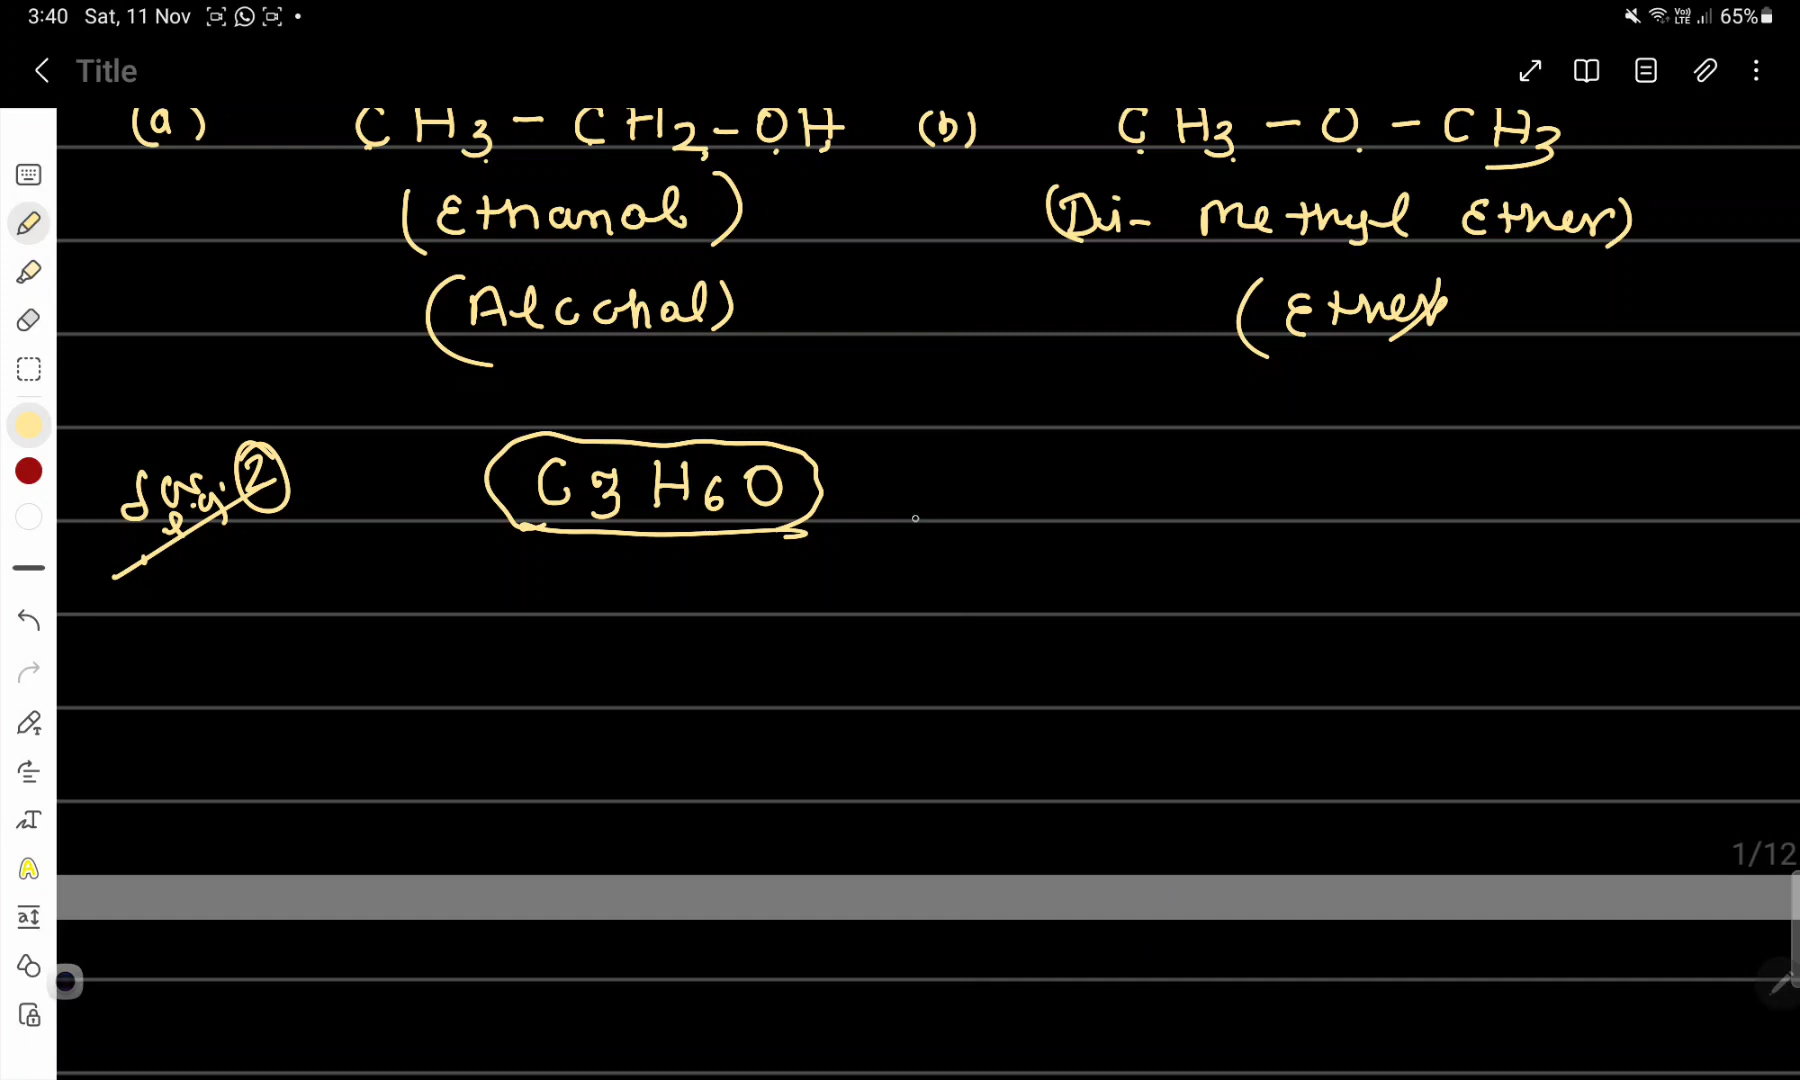 3:40 Sat, 11 Nov 65%
Title
(a) CH3 - CH2 - OH (b) CH3 - O - CH3
(Ethanol) (Di- Methyl Ether)
(Alcohal) (Ether
2 C3H6O
1/12